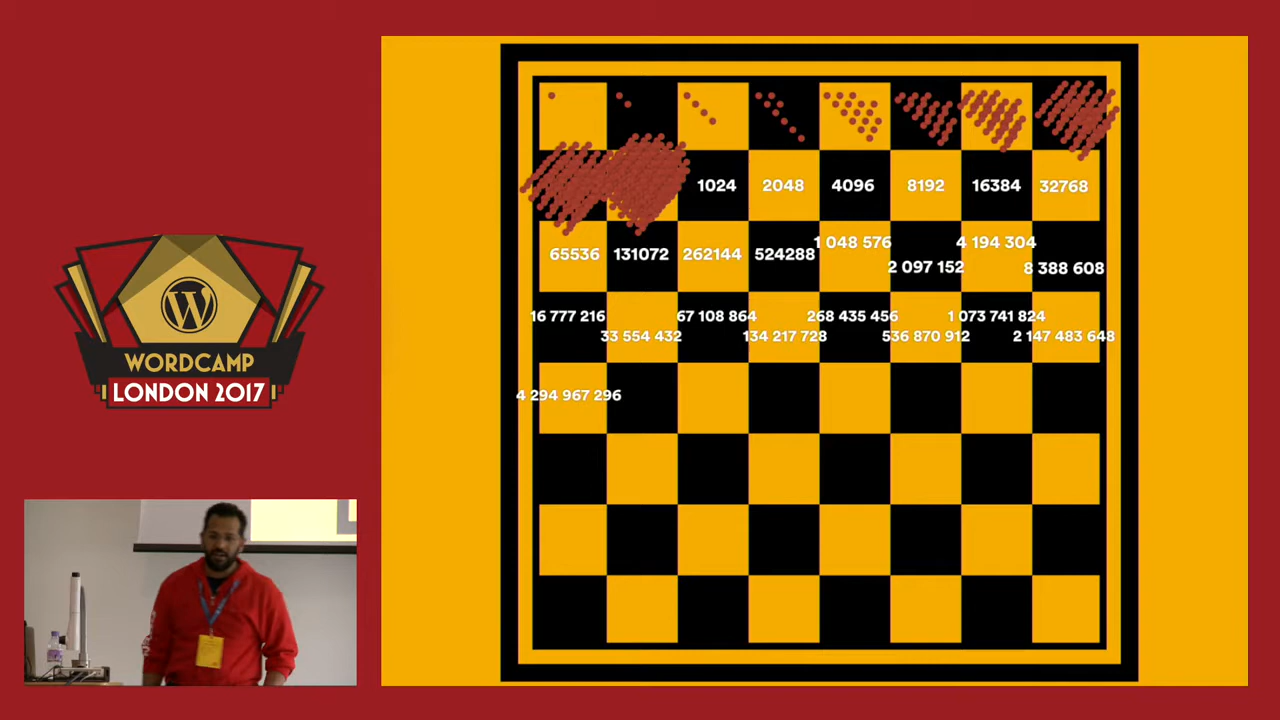 WORDCAMP
LONDON 2017
1024 2048 4096 8192 16384 32768
65536 131072 262144 524288 1 048 576 2 097 152 4 194 304 8 388 608
16 777 216 33 554 432 67 108 864 134 217 728 268 435 456 536 870 912 1 073 741 824 2 147 483 648
4 294 967 296